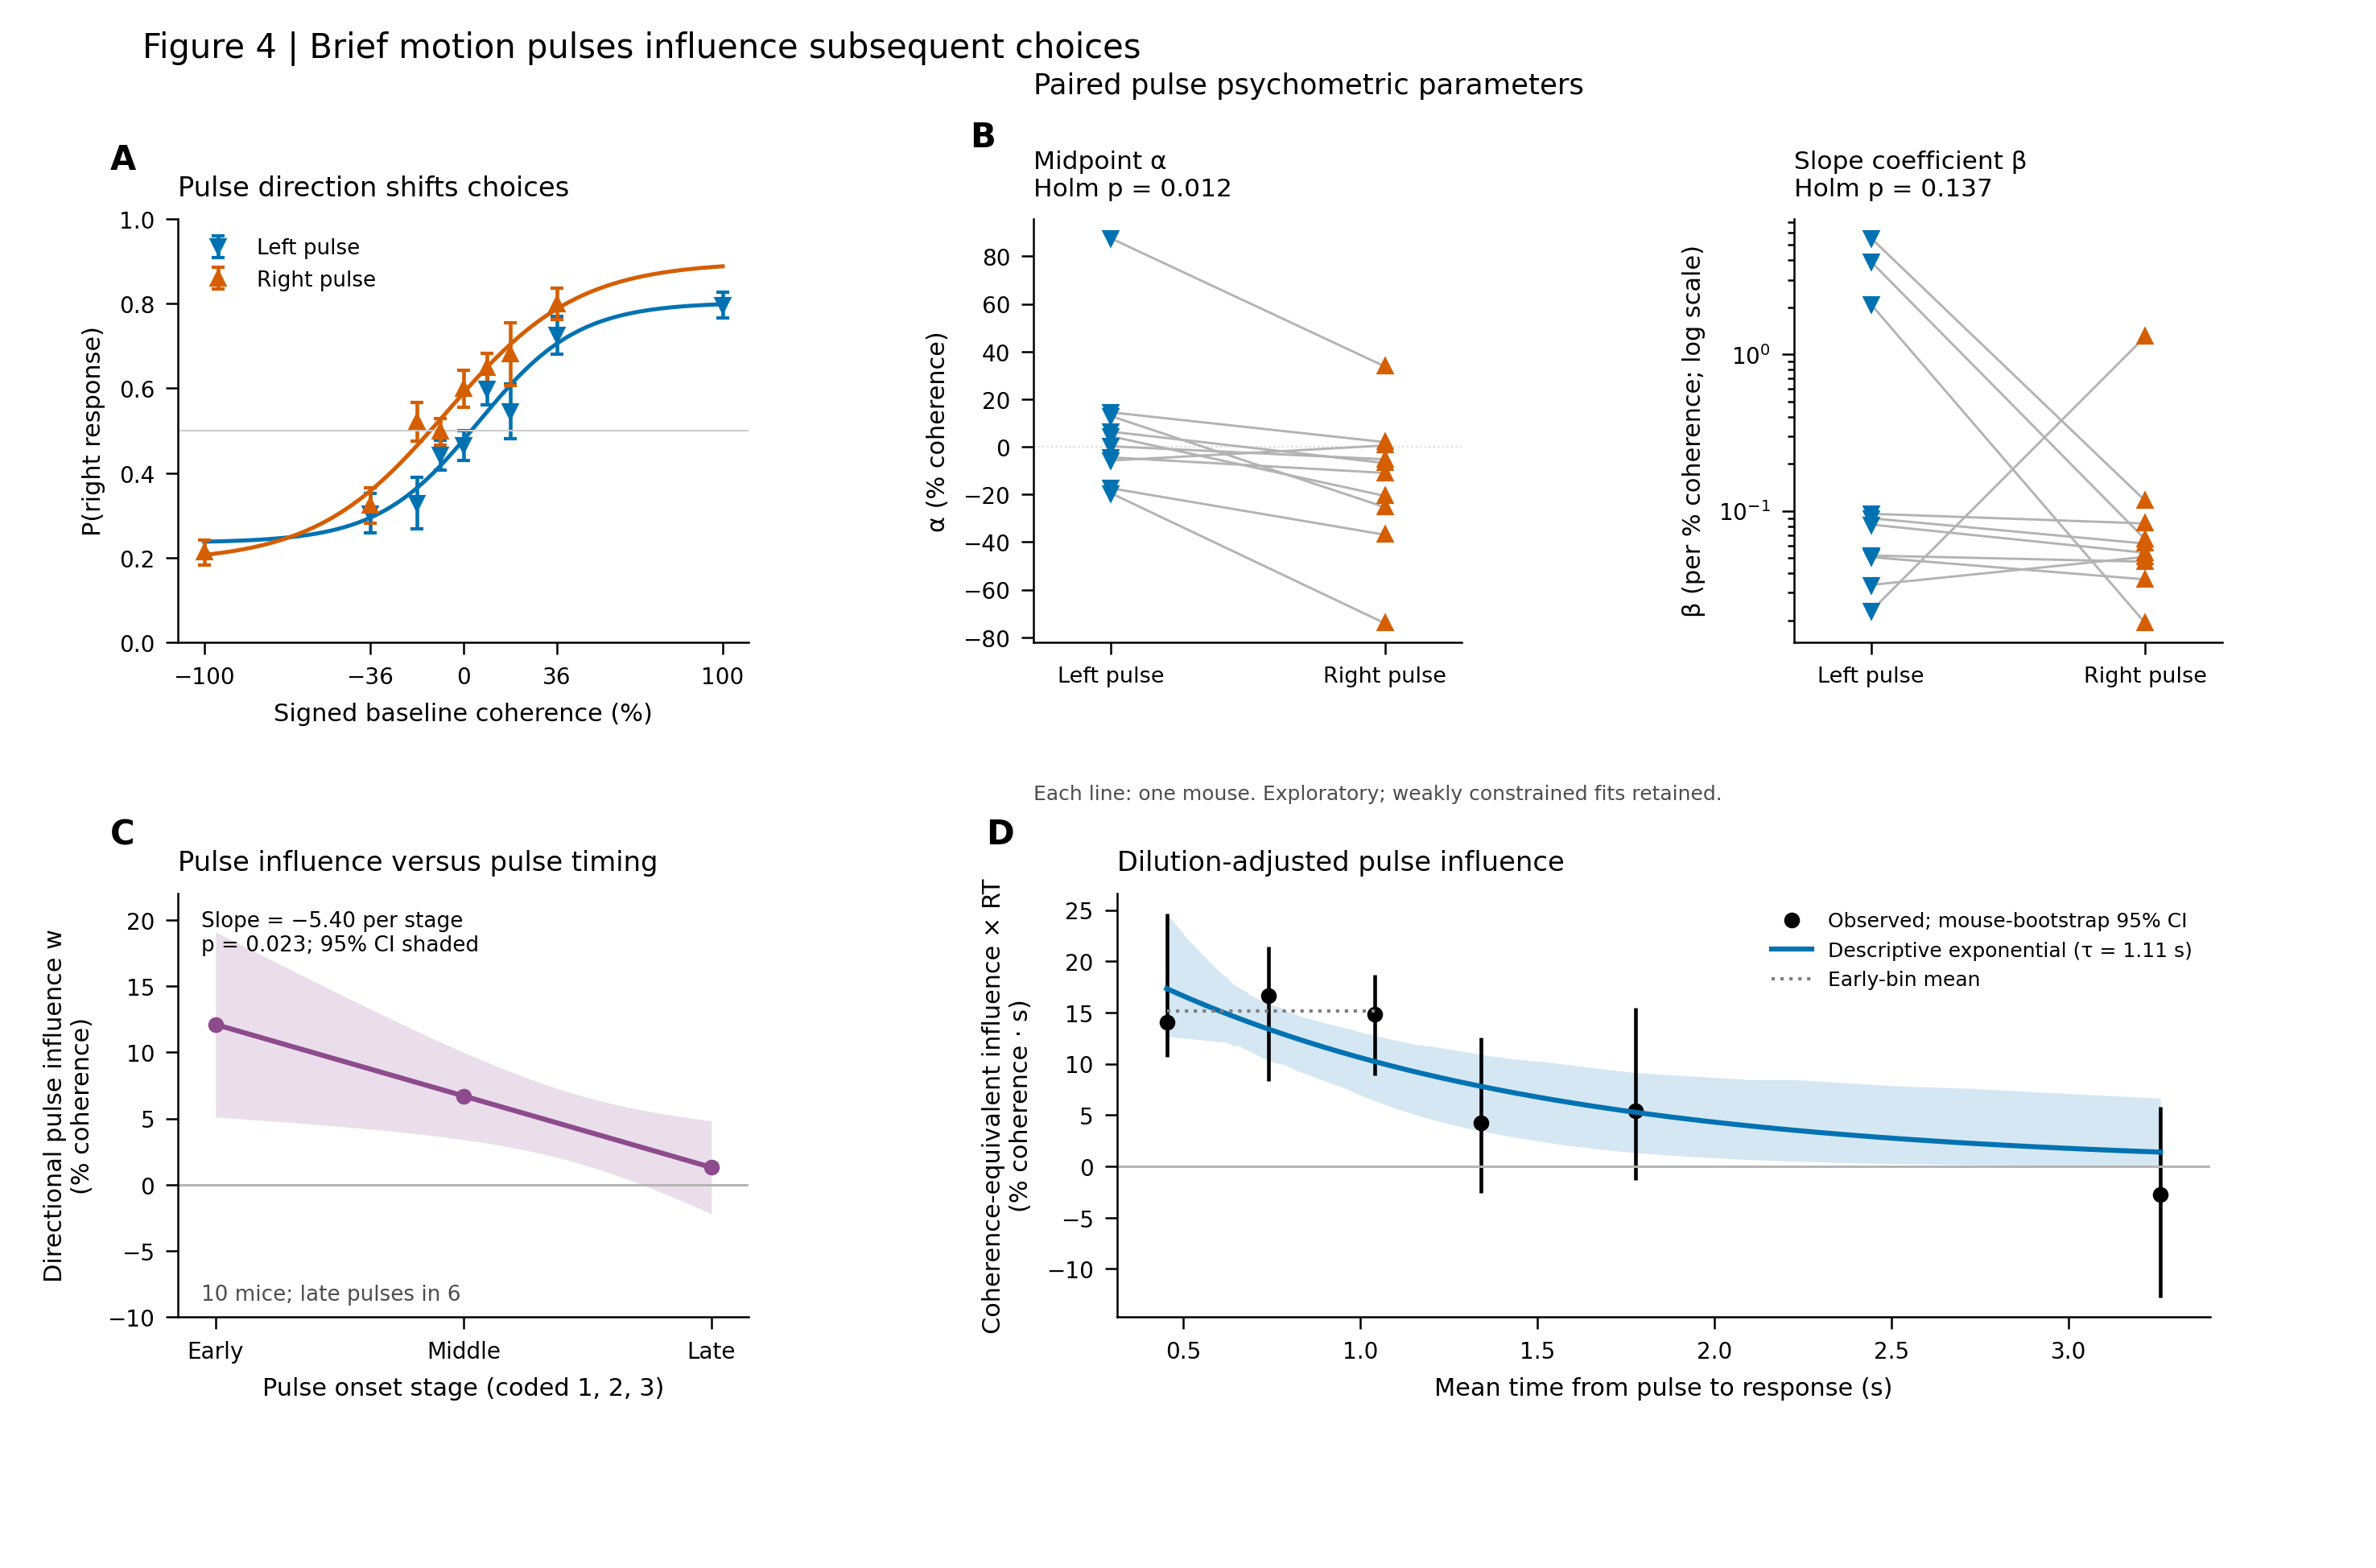 Figure 4 | Brief motion pulses influence subsequent choices
Paired pulse psychometric parameters
A
Pulse direction shifts choices
Left pulse
Right pulse
P(right response)
1.0
0.8
0.6
0.4
0.2
0.0
−100
−36
0
36
100
Signed baseline coherence (%)
B
Midpoint α
Holm p = 0.012
α (% coherence)
80
60
40
20
0
−20
−40
−60
−80
Left pulse
Right pulse
Slope coefficient β
Holm p = 0.137
β (per % coherence; log scale)
10⁰
10⁻¹
Left pulse
Right pulse
Each line: one mouse. Exploratory; weakly constrained fits retained.
C
Pulse influence versus pulse timing
Slope = −5.40 per stage
p = 0.023; 95% CI shaded
Directional pulse influence w
(% coherence)
20
15
10
5
0
−5
−10
10 mice; late pulses in 6
Early
Middle
Late
Pulse onset stage (coded 1, 2, 3)
D
Dilution-adjusted pulse influence
Observed; mouse-bootstrap 95% CI
Descriptive exponential (τ = 1.11 s)
Early-bin mean
Coherence-equivalent influence × RT
(% coherence · s)
25
20
15
10
5
0
−5
−10
0.5
1.0
1.5
2.0
2.5
3.0
Mean time from pulse to response (s)